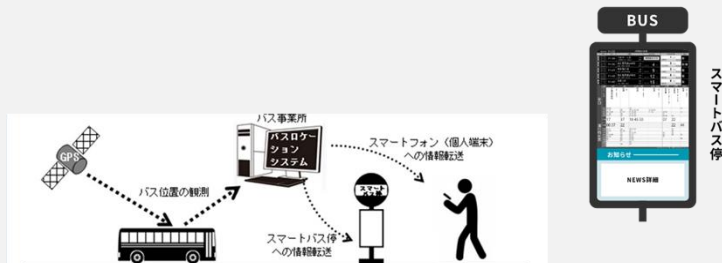 バス事業所
バスロケー
ション
システム
スマートフォン（個人端末）
への情報転送
GPS
バス位置の観測
スマート
バス停
スマートバス停
への情報転送
BUS
お知らせ
NEWS詳細
スマートバス停